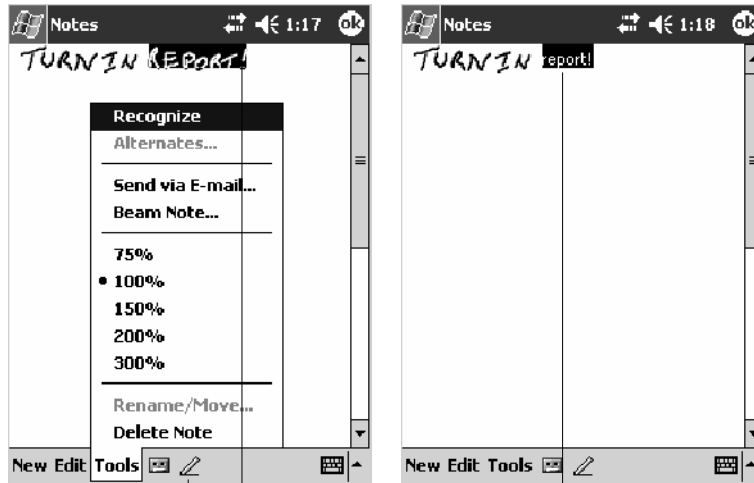 Notes 1:17 ok
TURN IN REPORT!
Recognize
Alternates...
Send via E-mail...
Beam Note...
75%
100%
150%
200%
300%
Rename/Move...
Delete Note
New Edit Tools
Notes 1:18 ok
TURN IN report!
New Edit Tools